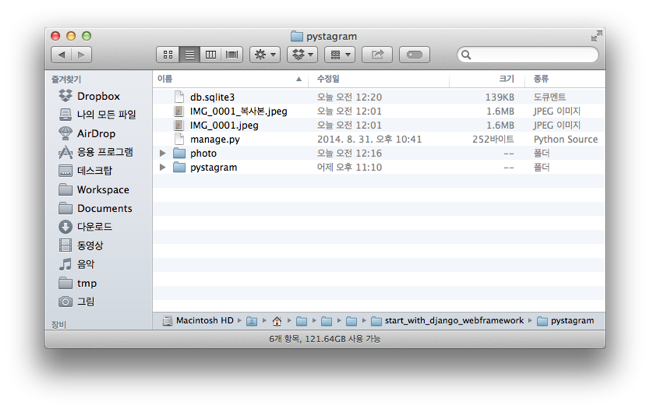 pystagram
즐겨찾기
Dropbox
나의 모든 파일
AirDrop
응용 프로그램
데스크탑
Workspace
Documents
다운로드
동영상
음악
tmp
그림
장비
이름 수정일 크기 종류
db.sqlite3 오늘 오전 12:20 139KB 도큐멘트
IMG_0001_복사본.jpeg 오늘 오전 12:01 1.6MB JPEG 이미지
IMG_0001.jpeg 오늘 오전 12:01 1.6MB JPEG 이미지
manage.py 2014. 8. 31. 오후 10:41 252바이트 Python Source
photo 오늘 오전 12:16 -- 폴더
pystagram 어제 오후 11:10 -- 폴더
Macintosh HD start_with_django_webframework pystagram
6개 항목, 121.64GB 사용 가능